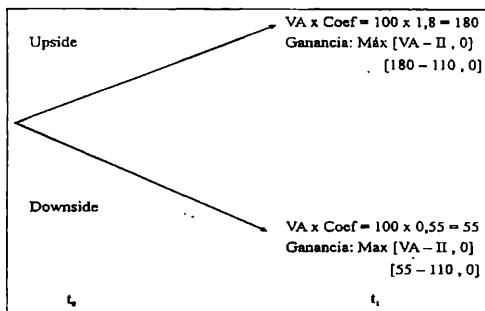 Upside
VA x Coef = 100 x 1,8 = 180
Ganancia: Máx [VA – II, 0]
[180 – 110 , 0]
Downside
VA x Coef = 100 x 0,55 = 55
Ganancia: Max [VA – II, 0]
[55 – 110 , 0]
t₀
t₁